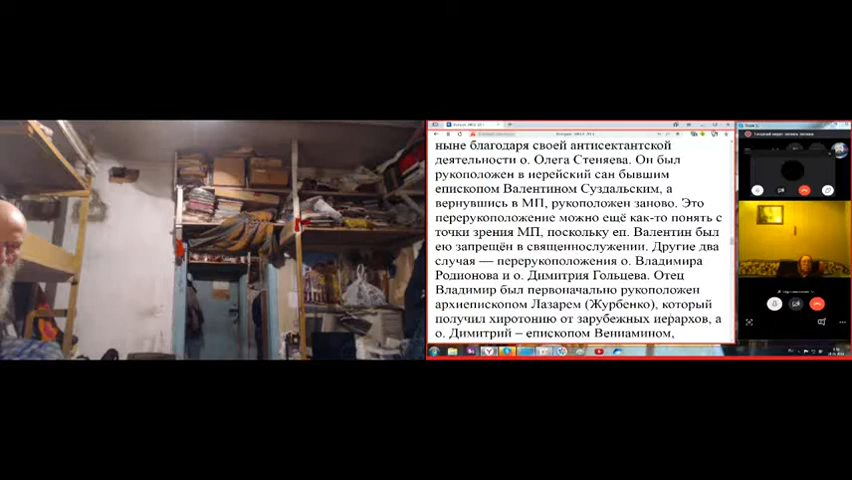 ныне благодаря своей антисектантской
деятельности о. Олега Стеняева. Он был
рукоположен в иерейский сан бывшим
епископом Валентином Суздальским, а
вернувшись в МП, рукоположен заново. Это
перерукоположение можно ещё как-то понять с
точки зрения МП, поскольку еп. Валентин был
ею запрещён в священнослужении. Другие два
случая — перерукоположения о. Владимира
Родионова и о. Димитрия Гольцева. Отец
Владимир был первоначально рукоположен
архиепископом Лазарем (Журбенко), который
получил хиротонию от зарубежных иерархов, а
о. Димитрий – епископом Вениамином,